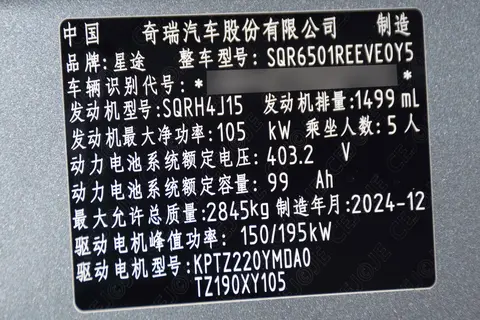 中国 奇瑞汽车股份有限公司 制造
品牌:星途 整车型号:SQR6501REEVE0Y5
车辆识别代号:* *
发动机型号:SQRH4J15 发动机排量:1499 mL
发动机最大净功率:105 kW 乘坐人数:5 人
动力电池系统额定电压:403.2 V
动力电池系统额定容量:99 Ah
最大允许总质量:2845kg 制造年月:2024-12
驱动电机峰值功率: 150/195kW
驱动电机型号:KPTZ220YMDA0
TZ190XY105